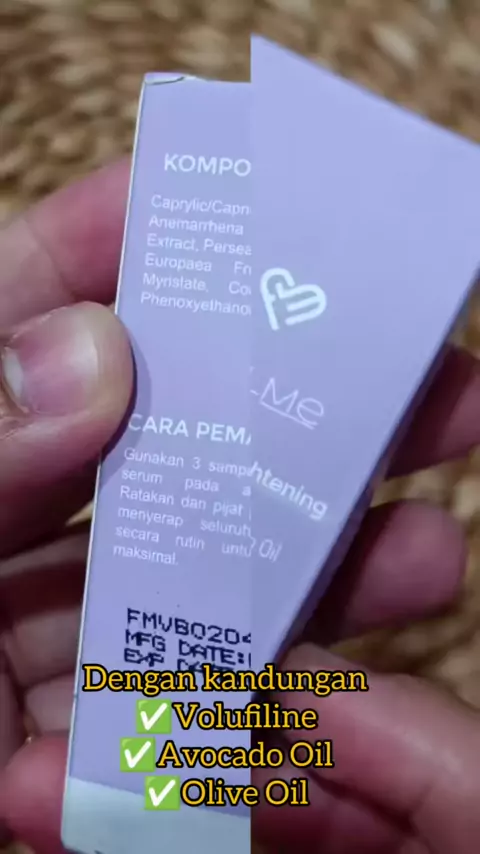 KOMPO
Caprylic/Capri
Anemarrhena
Extract, Persea
Europaea Fr
Myristate, Co
Phenoxyethanol
.Me
CARA PEMA
Gunakan 3 samp
serum pada a
Ratakan dan pijat
menyerap seluruh
secara rutin untu
maksimal.
htening
Oil
FMVB0204
MFG DATE:
EXP DATE
Dengan kandungan
✅Volufiline
✅Avocado Oil
✅Olive Oil